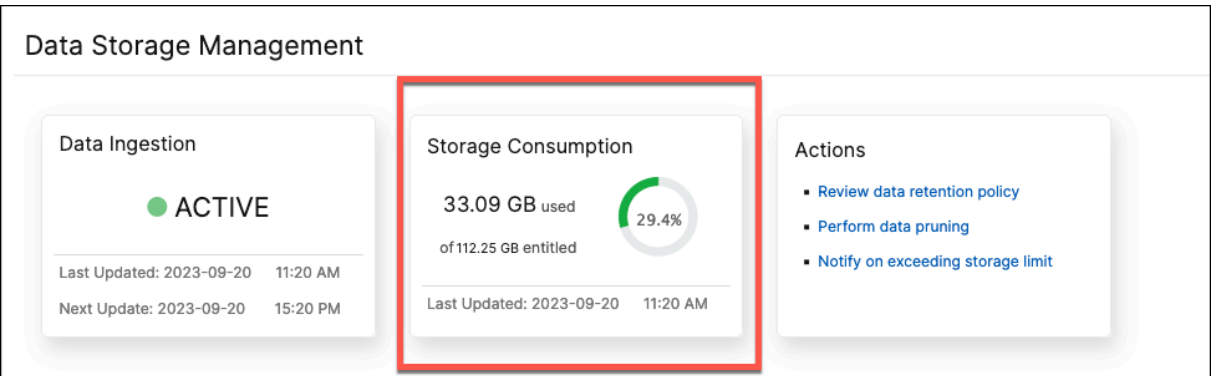 Data Storage Management
Data Ingestion
ACTIVE
Last Updated: 2023-09-20 11:20 AM
Next Update: 2023-09-20 15:20 PM
Storage Consumption
33.09 GB used
of 112.25 GB entitled
29.4%
Last Updated: 2023-09-20 11:20 AM
Actions
Review data retention policy
Perform data pruning
Notify on exceeding storage limit